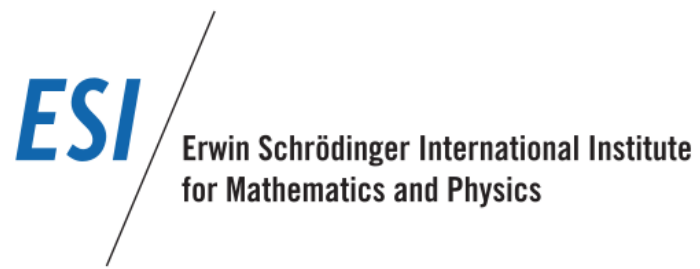 ESI
Erwin Schrödinger International Institute
for Mathematics and Physics